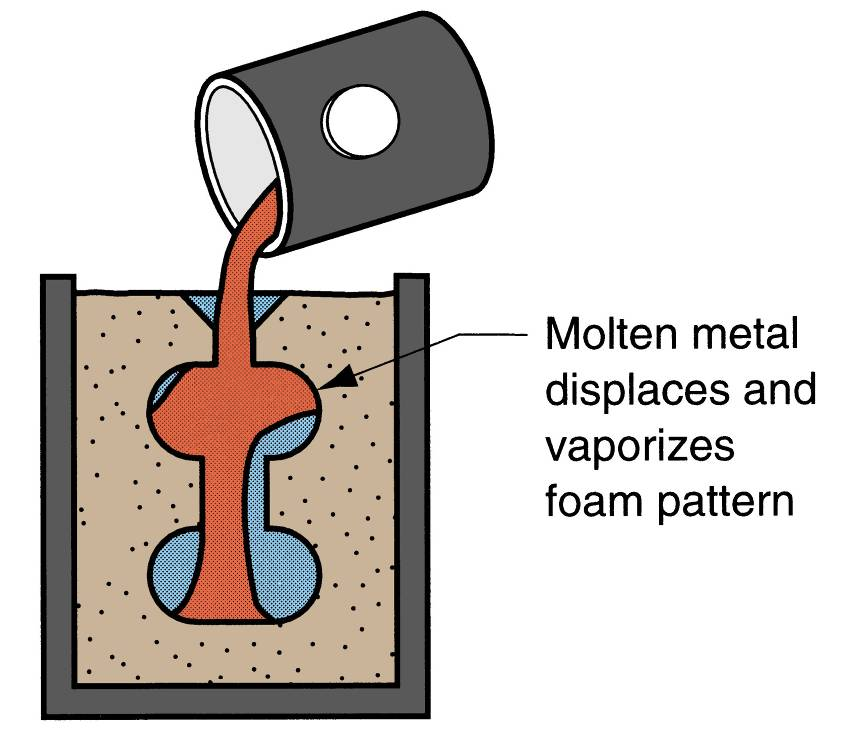 Molten metal
displaces and
vaporizes
foam pattern